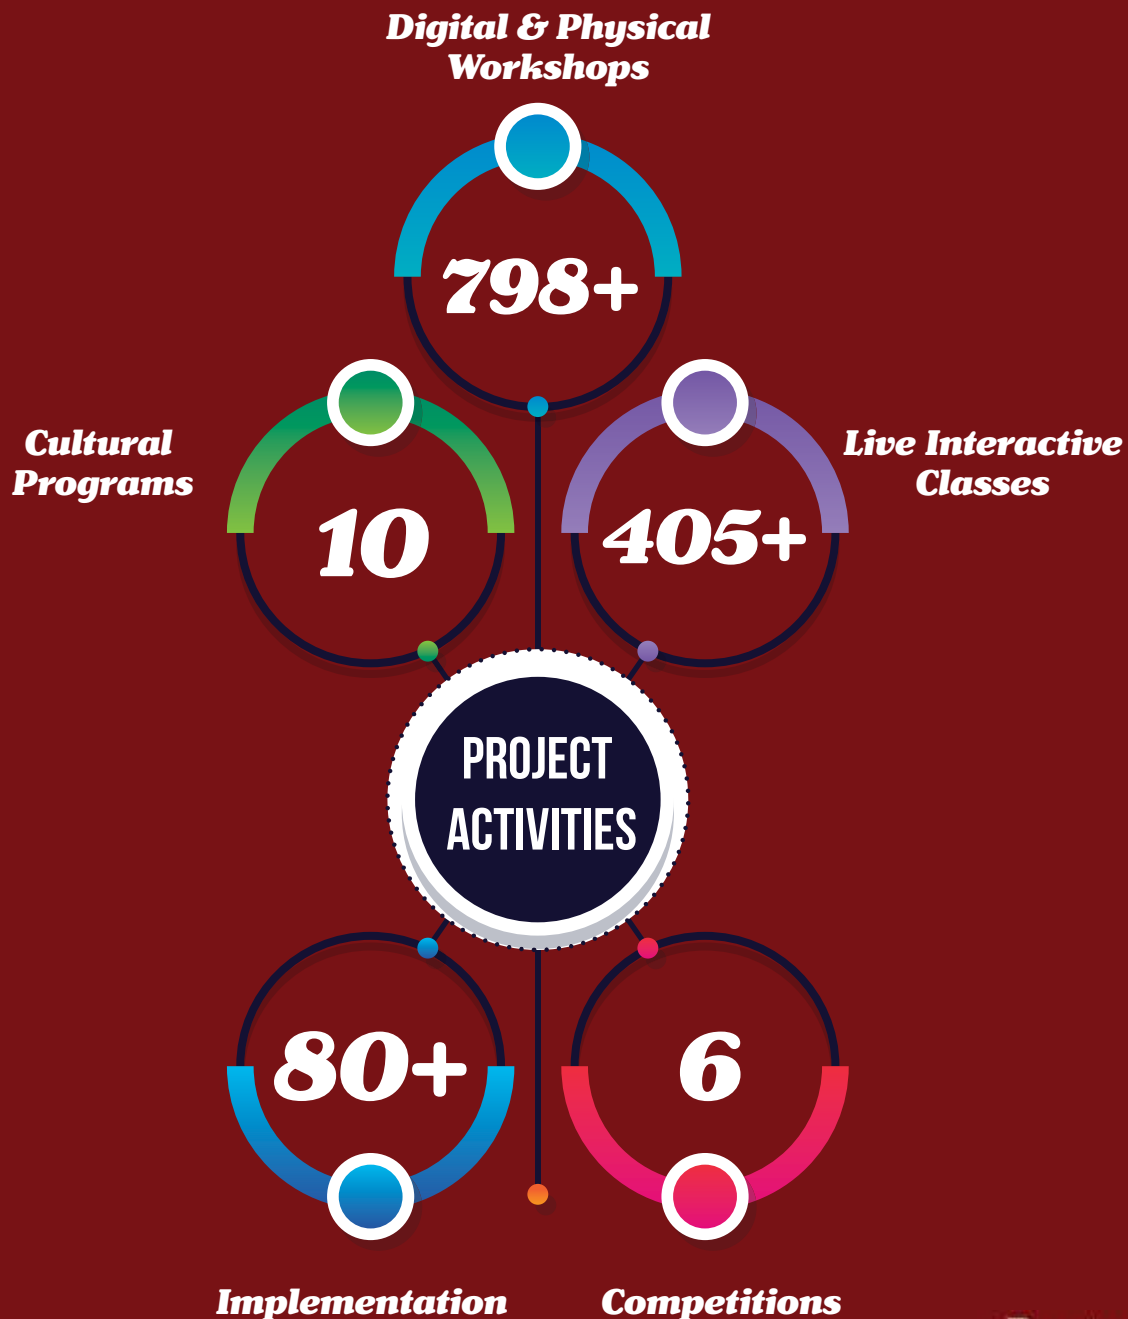 Digital & Physical
Workshops
798+
Cultural
Programs
10
405+
Live Interactive
Classes
PROJECT
ACTIVITIES
80+
6
Implementation
Competitions